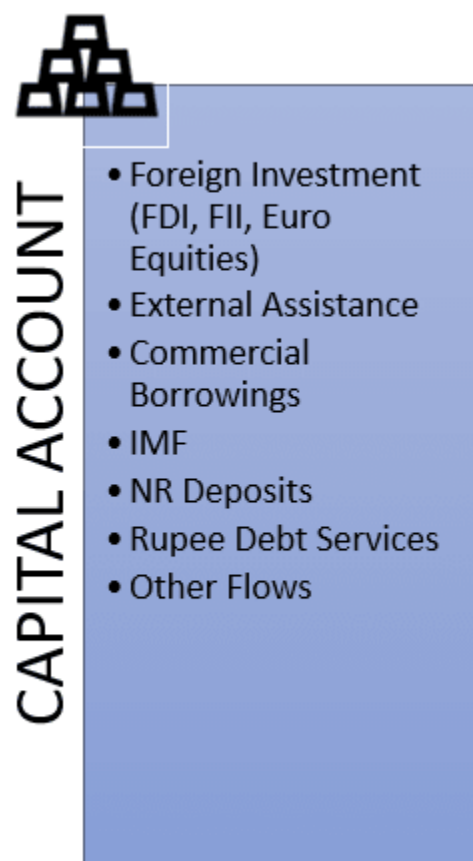 CAPITAL ACCOUNT
• Foreign Investment
(FDI, FII, Euro
Equities)
• External Assistance
• Commercial
Borrowings
• IMF
• NR Deposits
• Rupee Debt Services
• Other Flows